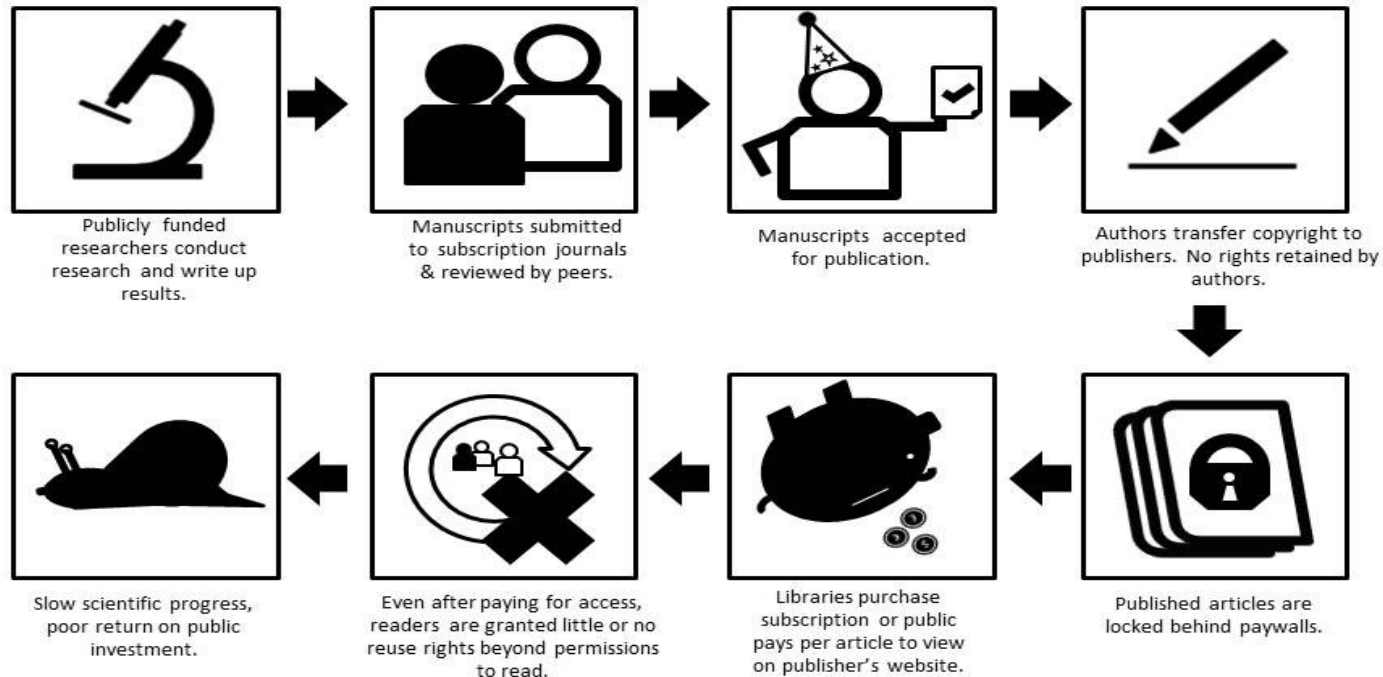 Publicly funded
researchers conduct
research and write up
results.
Manuscripts submitted
to subscription journals
& reviewed by peers.
Manuscripts accepted
for publication.
Authors transfer copyright to
publishers. No rights retained by
authors.
Published articles are
locked behind paywalls.
Libraries purchase
subscription or public
pays per article to view
on publisher’s website.
Even after paying for access,
readers are granted little or no
reuse rights beyond permissions
to read.
Slow scientific progress,
poor return on public
investment.